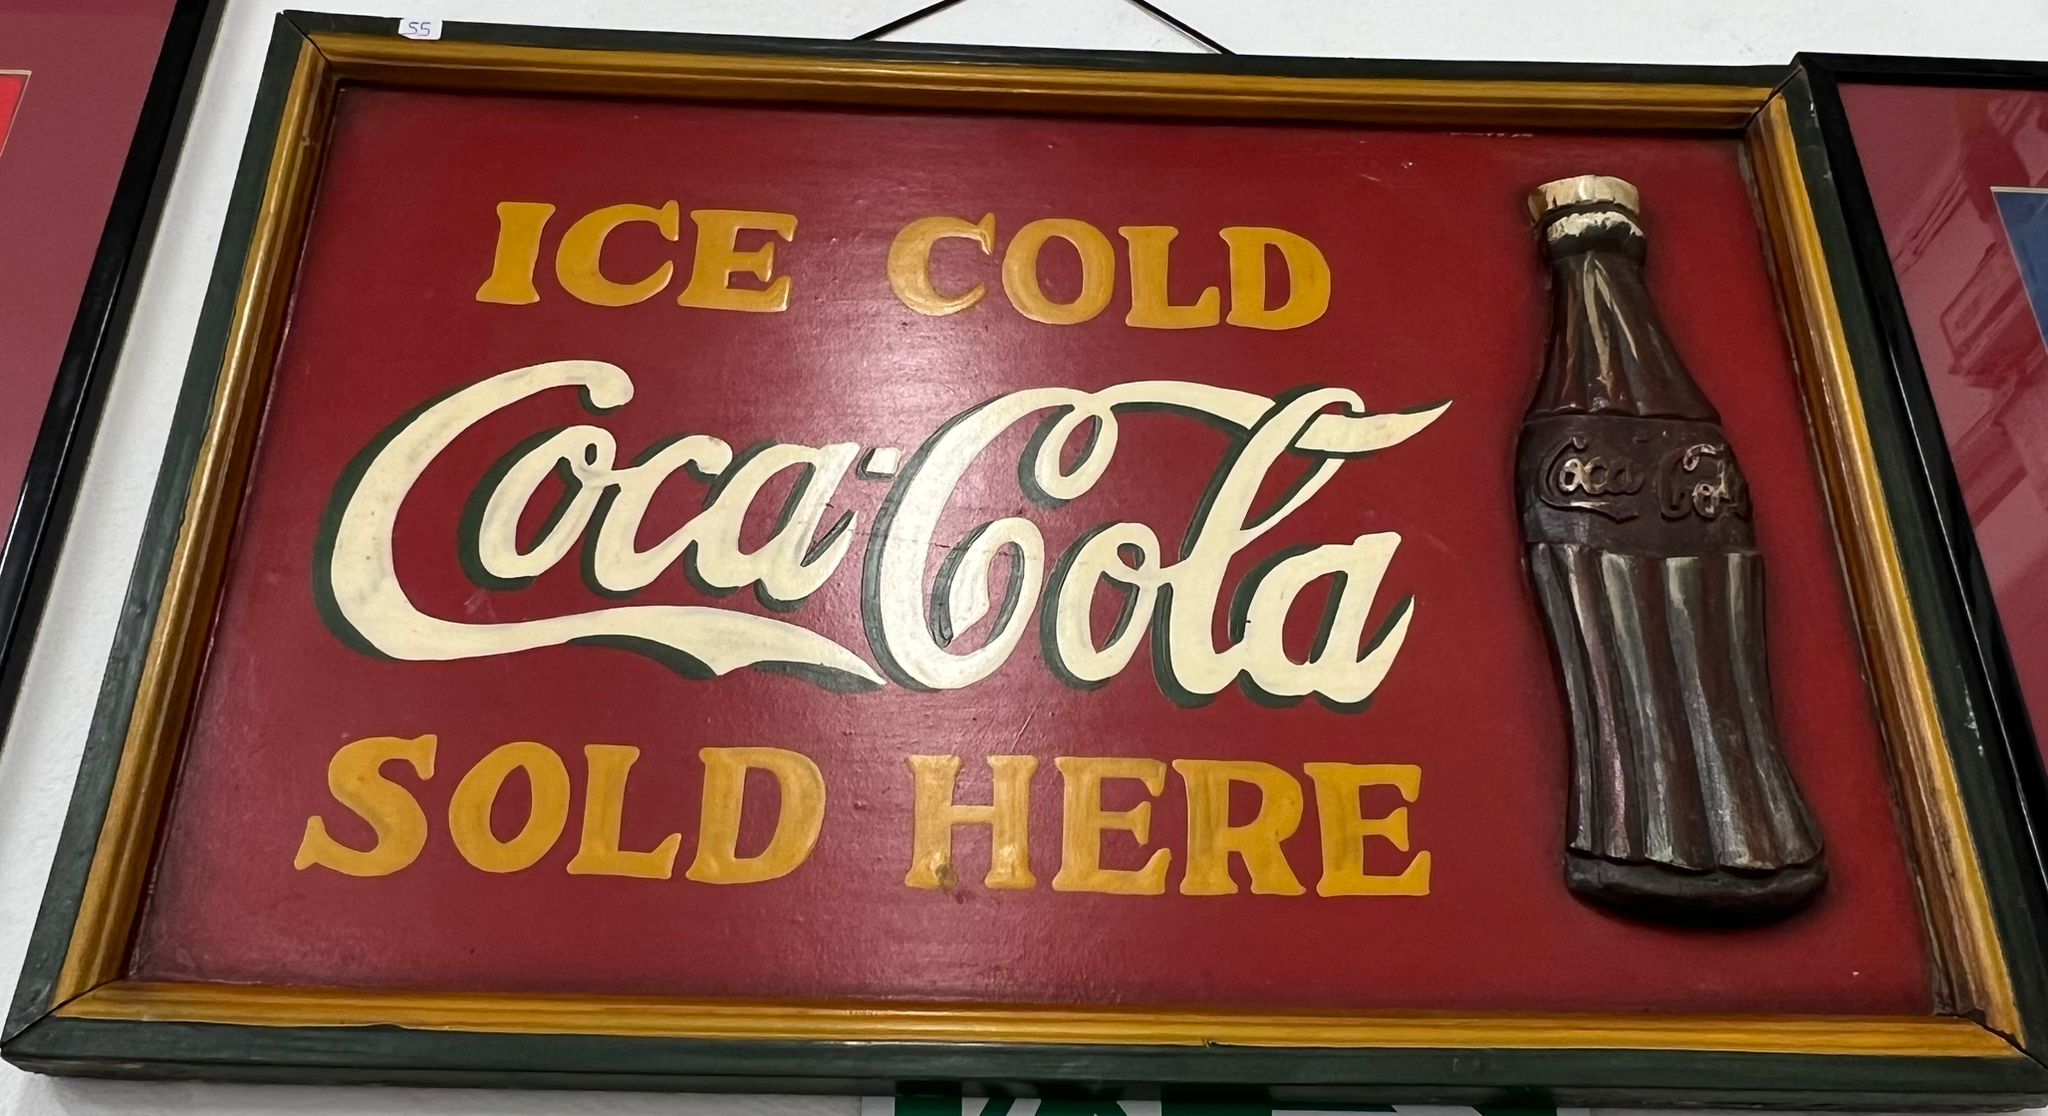 55
ICE COLD
Coca-Cola
SOLD HERE
Coca Cola